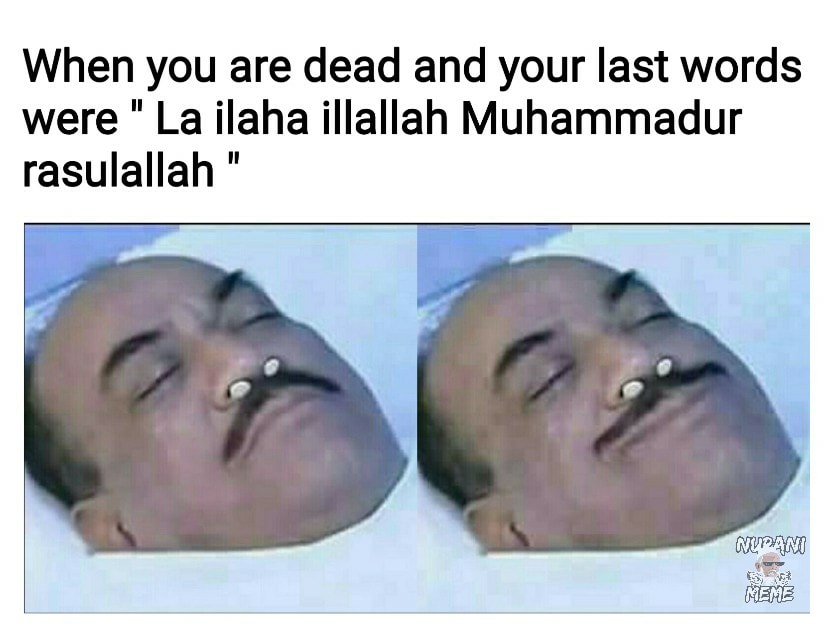 When you are dead and your last words
were " La ilaha illallah Muhammadur
rasulallah "
NURANI
MEME